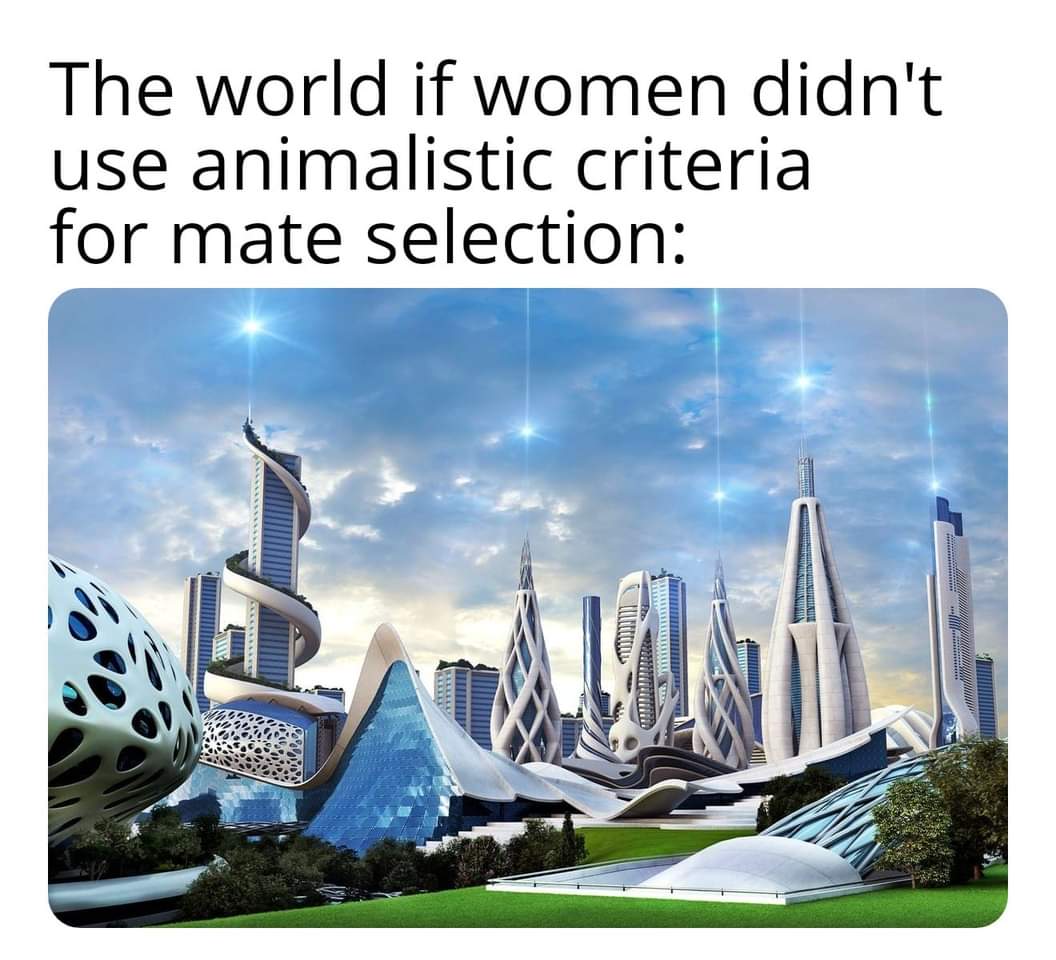 The world if women didn't
use animalistic criteria
for mate selection: